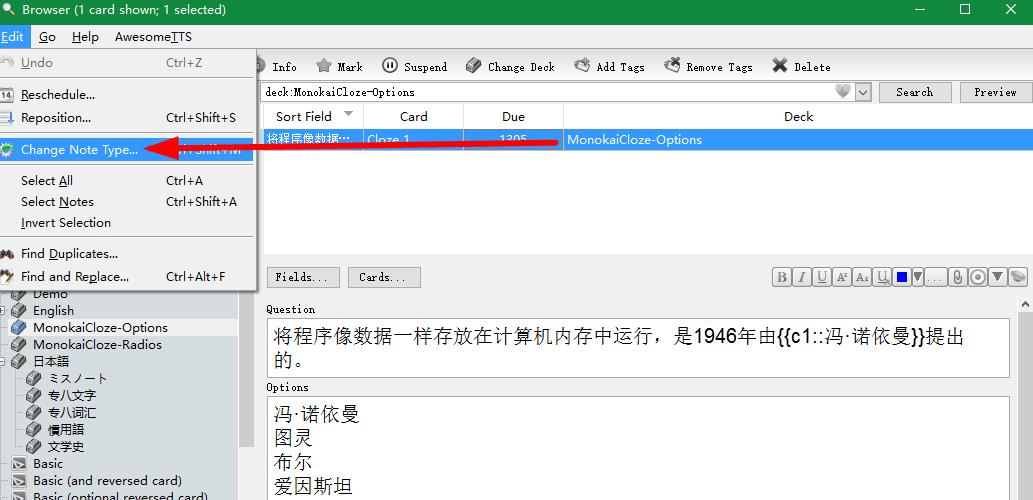 Browser (1 card shown; 1 selected)
Edit Go Help AwesomeTTS
Undo Ctrl+Z
Info Mark Suspend Change Deck Add Tags Remove Tags Delete
Reschedule...
deck:MonokaiCloze-Options Search Preview
Reposition... Ctrl+Shift+S
Sort Field Card Due Deck
Change Note Type... Ctrl+Shift+M
将程序像数据… Cloze 1 1305 MonokaiCloze-Options
Select All Ctrl+A
Select Notes Ctrl+Shift+A
Invert Selection
Find Duplicates...
Find and Replace... Ctrl+Alt+F
Fields... Cards...
B I U A² A₂ U ...
Demo
English
MonokaiCloze-Options
MonokaiCloze-Radios
日本語
ミスノート
专八文字
专八词汇
慣用語
文学史
Basic
Basic (and reversed card)
Basic (optional reversed card)
Question
将程序像数据一样存放在计算机内存中运行，是1946年由{{c1::冯·诺依曼}}提出
的。
Options
冯·诺依曼
图灵
布尔
爱因斯坦